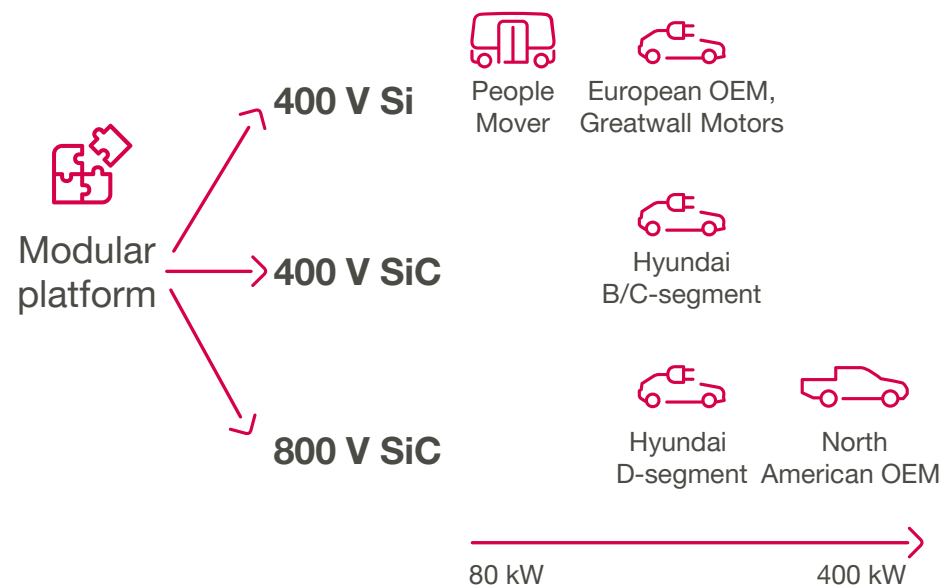 Modular
platform
400 V Si
People
Mover
European OEM,
Greatwall Motors
400 V SiC
Hyundai
B/C-segment
800 V SiC
Hyundai
D-segment
North
American OEM
80 kW
400 kW